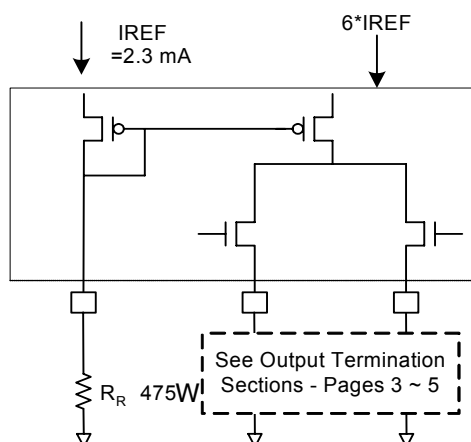 IREF
=2.3 mA
6*IREF
See Output Termination
Sections - Pages 3 ~ 5
RR 475W